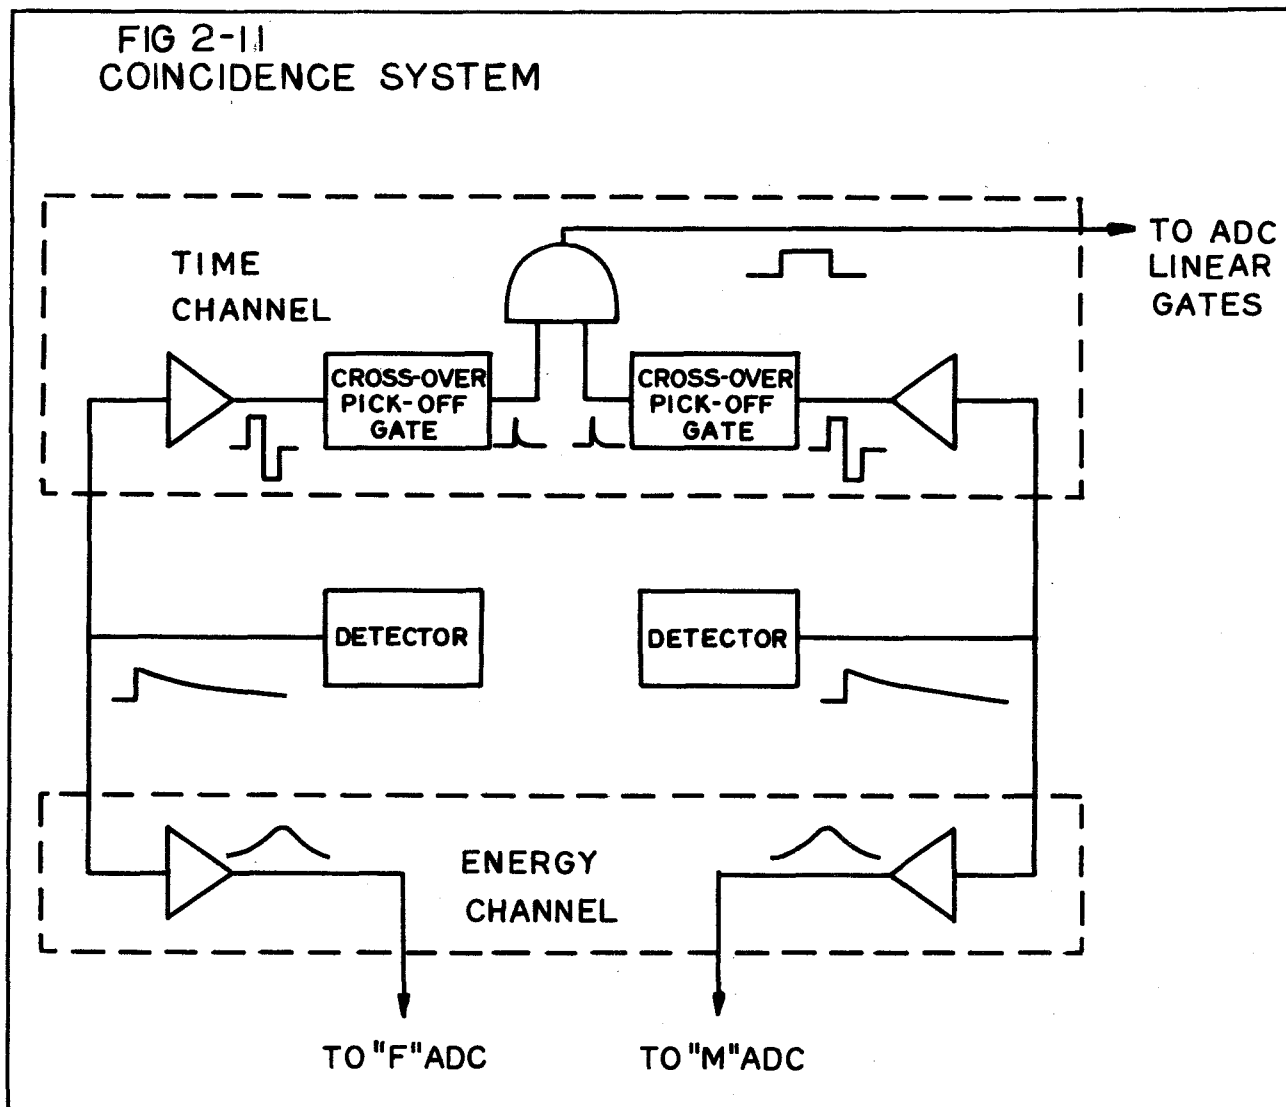 FIG 2-11
COINCIDENCE SYSTEM
TIME
CHANNEL
TO ADC
LINEAR
GATES
CROSS-OVER
PICK-OFF
GATE
CROSS-OVER
PICK-OFF
GATE
DETECTOR
DETECTOR
ENERGY
CHANNEL
TO "F" ADC
TO "M" ADC